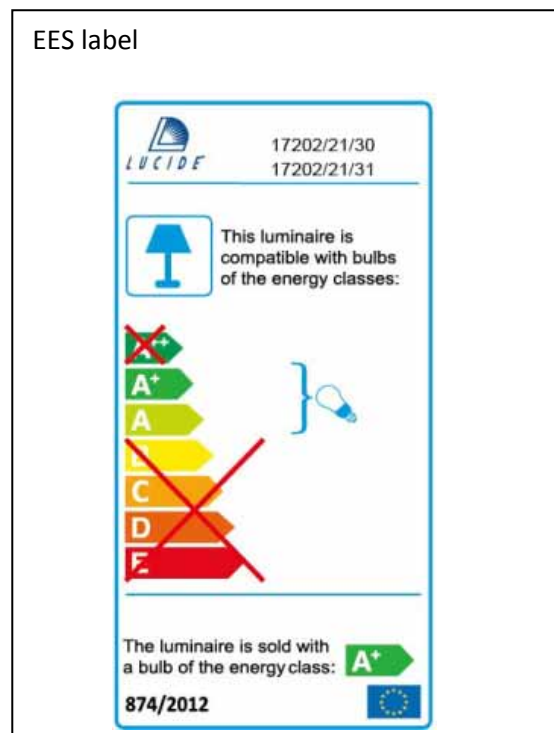 EES label
LUCIDE
17202/21/30
17202/21/31
This luminaire is
compatible with bulbs
of the energy classes:
A++
A+
A
B
C
D
E
The luminaire is sold with
a bulb of the energy class: A+
874/2012